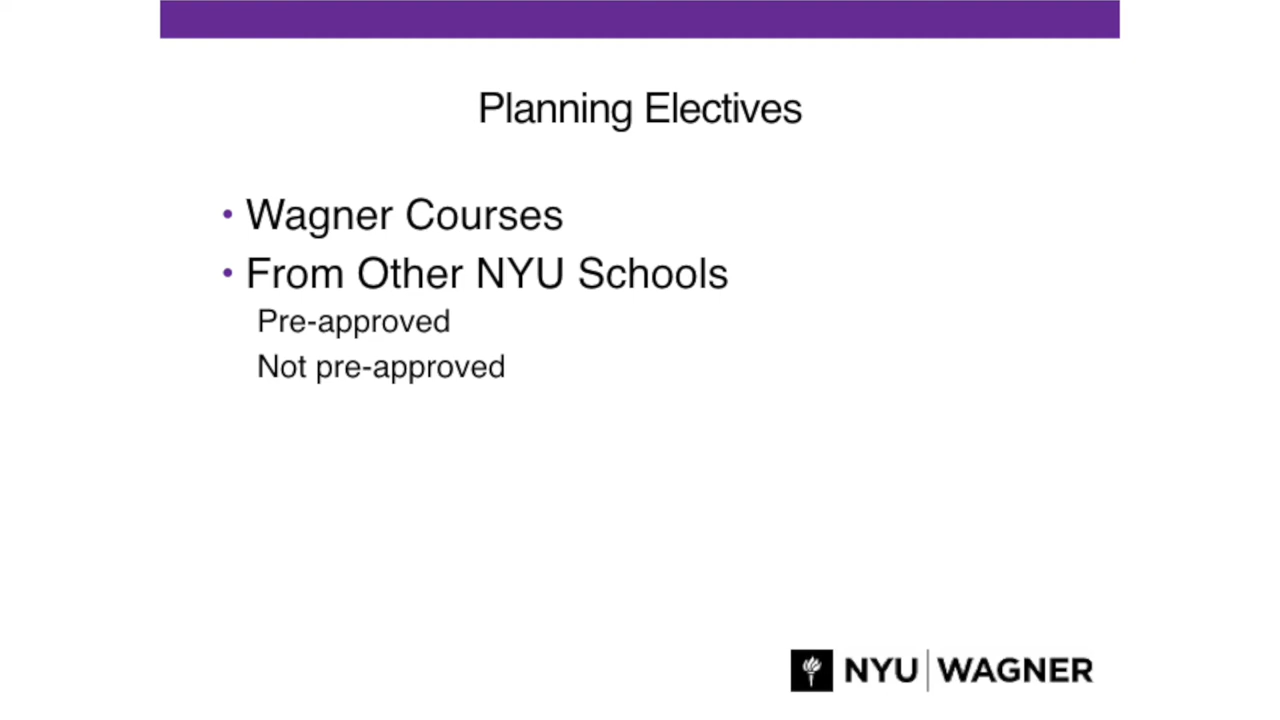 Planning Electives
• Wagner Courses
• From Other NYU Schools
Pre-approved
Not pre-approved
NYU | WAGNER